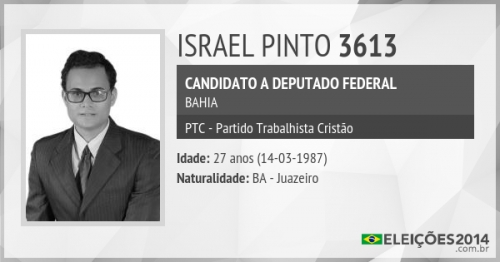 ISRAEL PINTO 3613
CANDIDATO A DEPUTADO FEDERAL
BAHIA
PTC - Partido Trabalhista Cristão
Idade: 27 anos (14-03-1987)
Naturalidade: BA - Juazeiro
ELEIÇÕES2014
.com.br